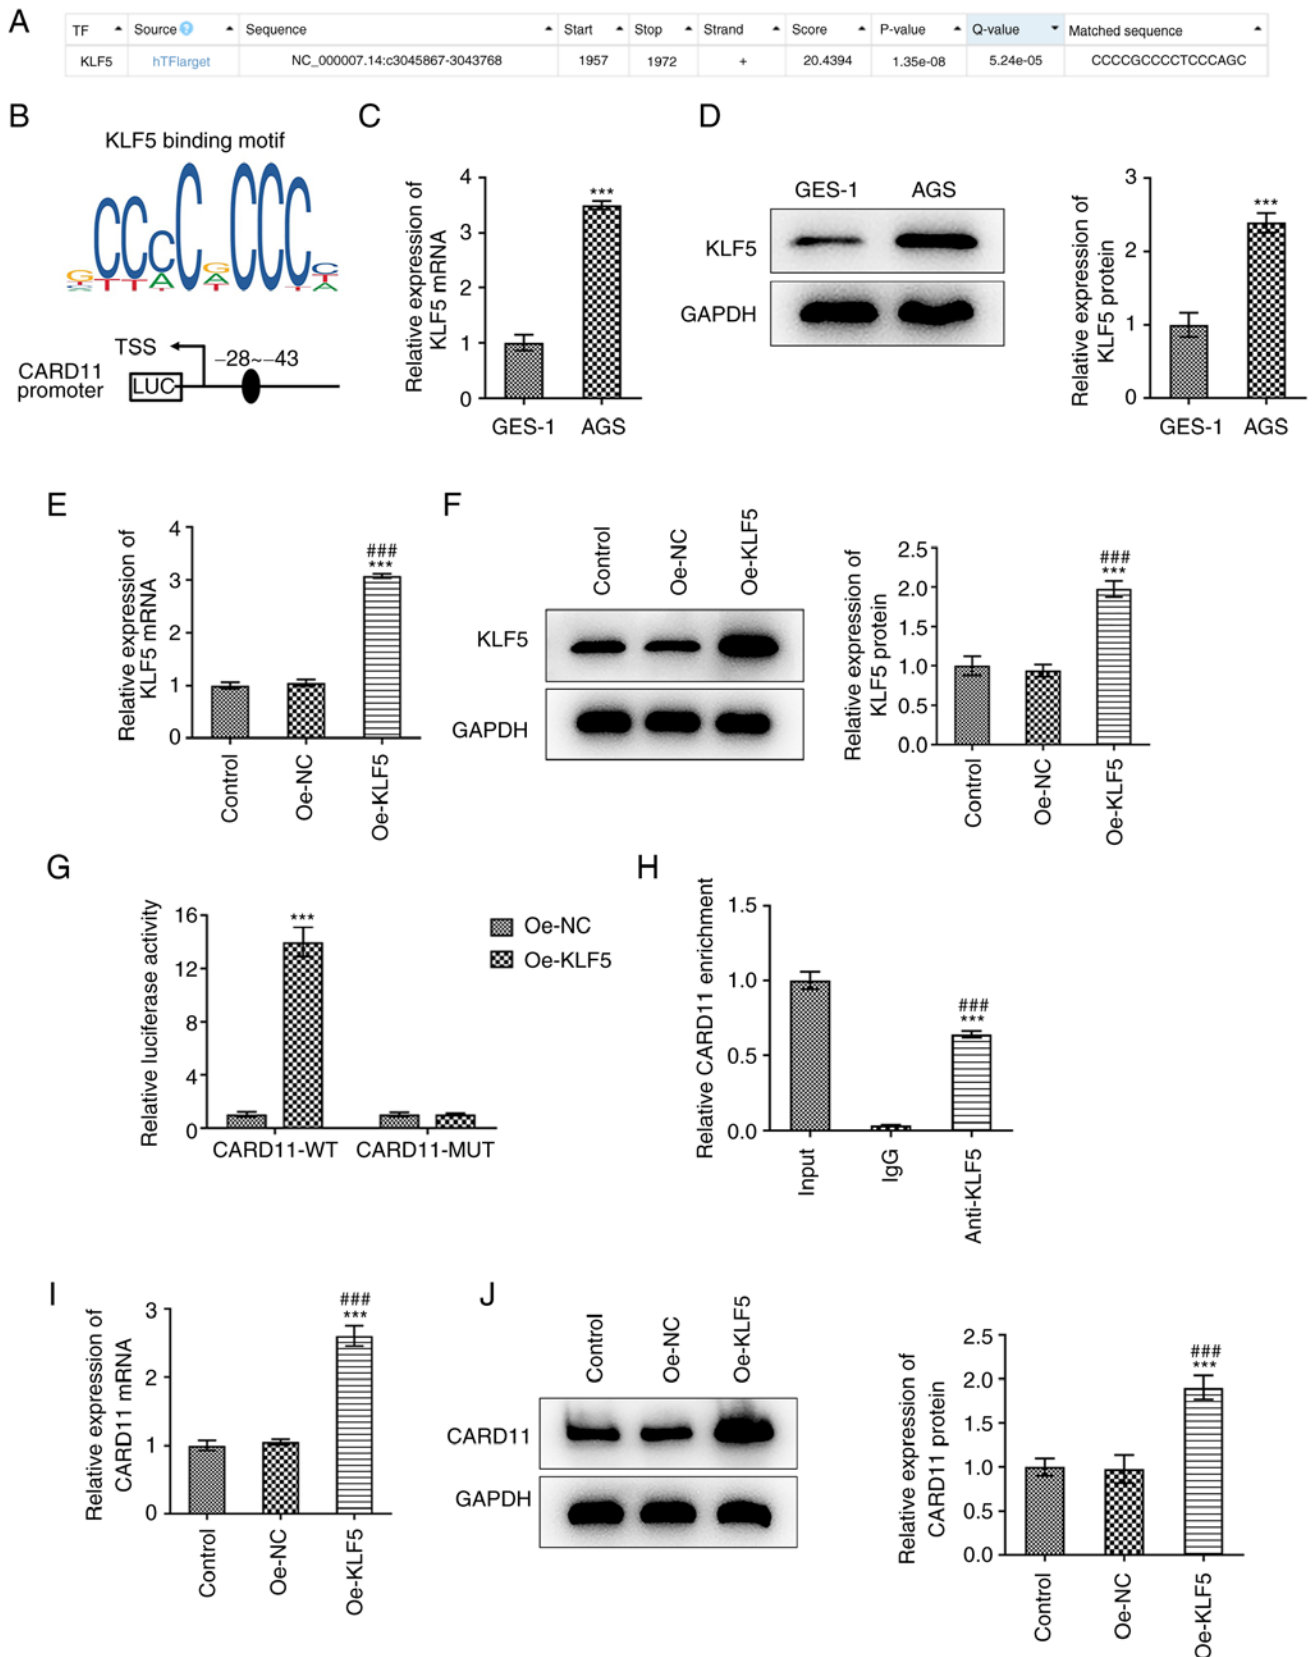 A
TF Source ? Sequence Start Stop Strand Score P-value Q-value Matched sequence
KLF5 hTFtarget NC_000007.14:c3045867-3043768 1957 1972 + 20.4394 1.35e-08 5.24e-05 CCCCGCCCCTCCCAGC
B
KLF5 binding motif
TSS
−28~−43
CARD11
promoter
LUC
C
Relative expression of
KLF5 mRNA
4
3
2
1
0
GES-1 AGS
***
D
GES-1 AGS
KLF5
GAPDH
Relative expression of
KLF5 protein
3
2
1
0
***
GES-1 AGS
E
Relative expression of
KLF5 mRNA
4
3
2
1
0
###
***
Control
Oe-NC
Oe-KLF5
F
Control
Oe-NC
Oe-KLF5
KLF5
GAPDH
Relative expression of
KLF5 protein
2.5
2.0
1.5
1.0
0.5
0.0
###
***
Control
Oe-NC
Oe-KLF5
G
Relative luciferase activity
16
12
8
4
0
***
CARD11-WT CARD11-MUT
Oe-NC
Oe-KLF5
H
Relative CARD11 enrichment
1.5
1.0
0.5
0.0
###
***
Input
IgG
Anti-KLF5
I
Relative expression of
CARD11 mRNA
3
2
1
0
###
***
Control
Oe-NC
Oe-KLF5
J
Control
Oe-NC
Oe-KLF5
CARD11
GAPDH
Relative expression of
CARD11 protein
2.5
2.0
1.5
1.0
0.5
0.0
###
***
Control
Oe-NC
Oe-KLF5